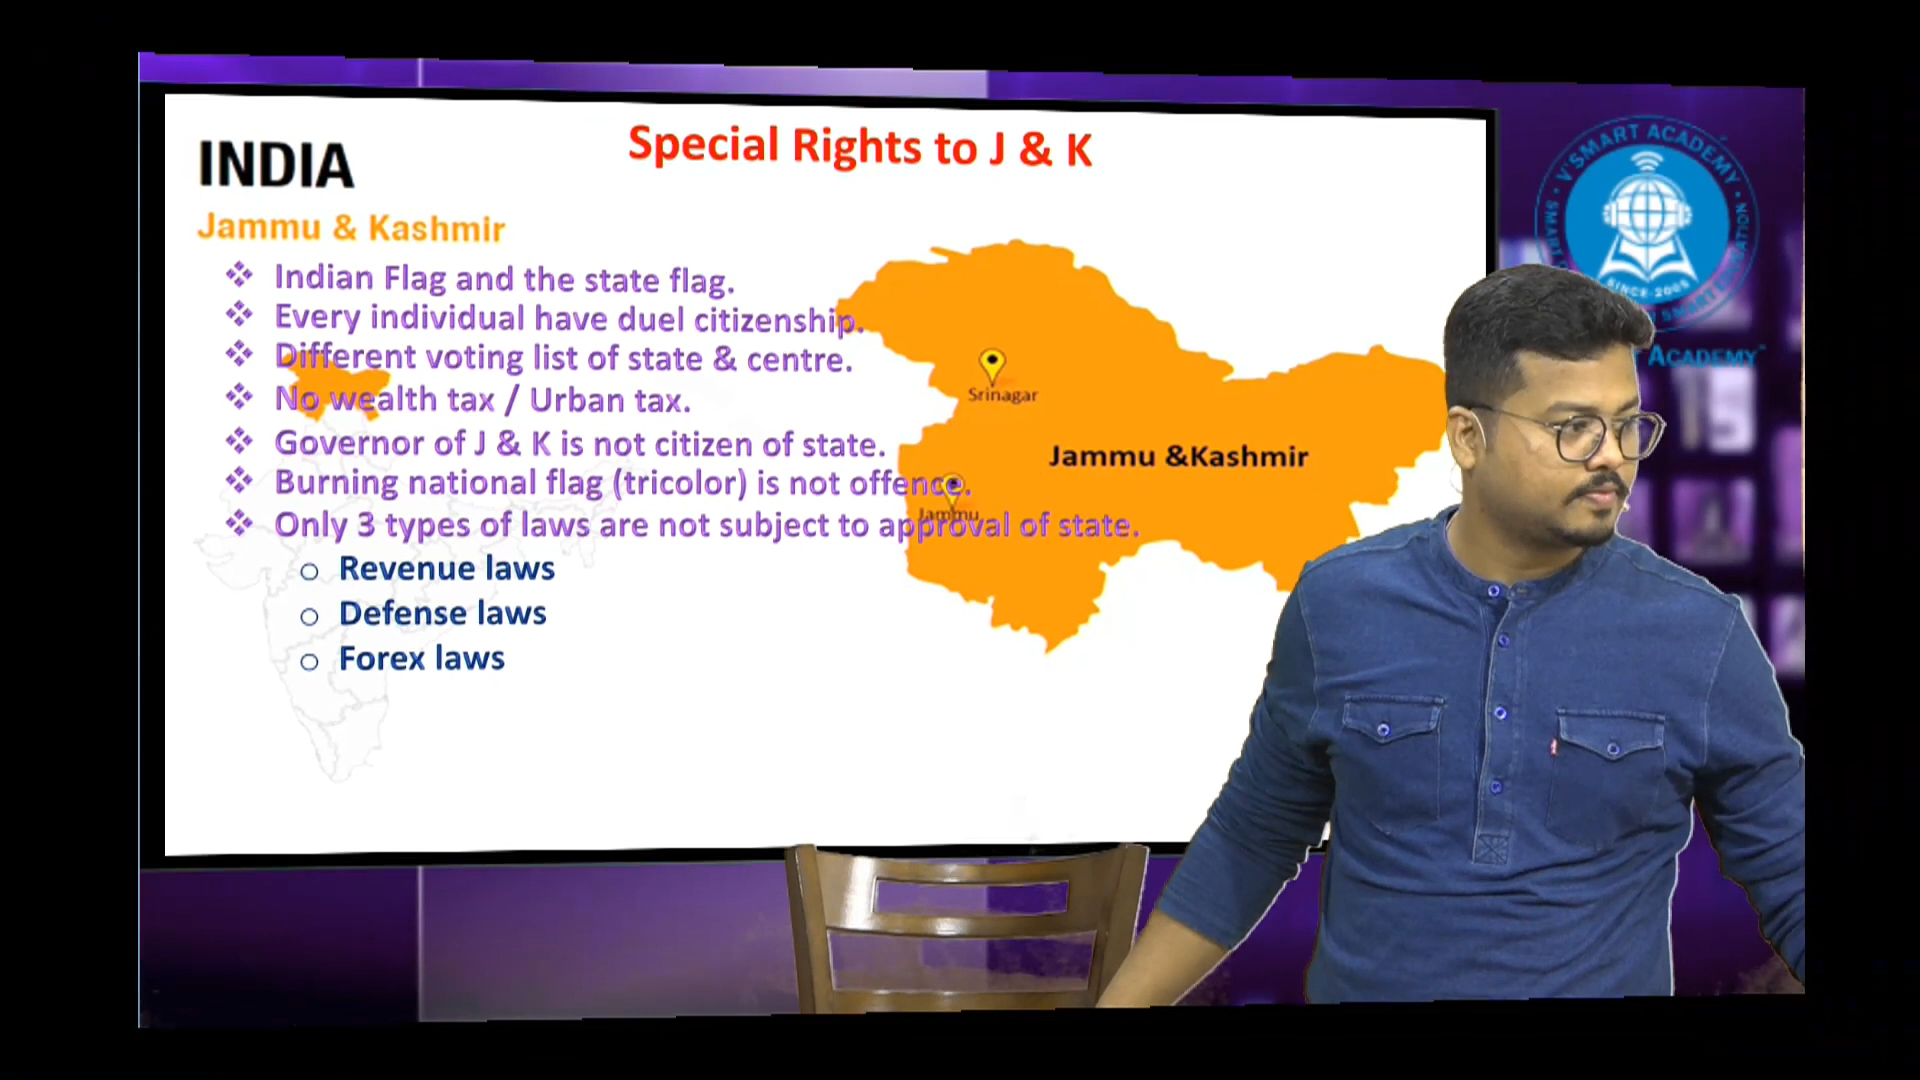 Special Rights to J & K
INDIA
Jammu & Kashmir
❖ Indian Flag and the state flag.
❖ Every individual have duel citizenship.
❖ Different voting list of state & centre.
❖ No wealth tax / Urban tax.
❖ Governor of J & K is not citizen of state.
❖ Burning national flag (tricolor) is not offence.
❖ Only 3 types of laws are not subject to approval of state.
o Revenue laws
o Defense laws
o Forex laws
Srinagar
Jammu &Kashmir
Jammu
V'SMART ACADEMY
SINCE-2005
ACADEMY
15